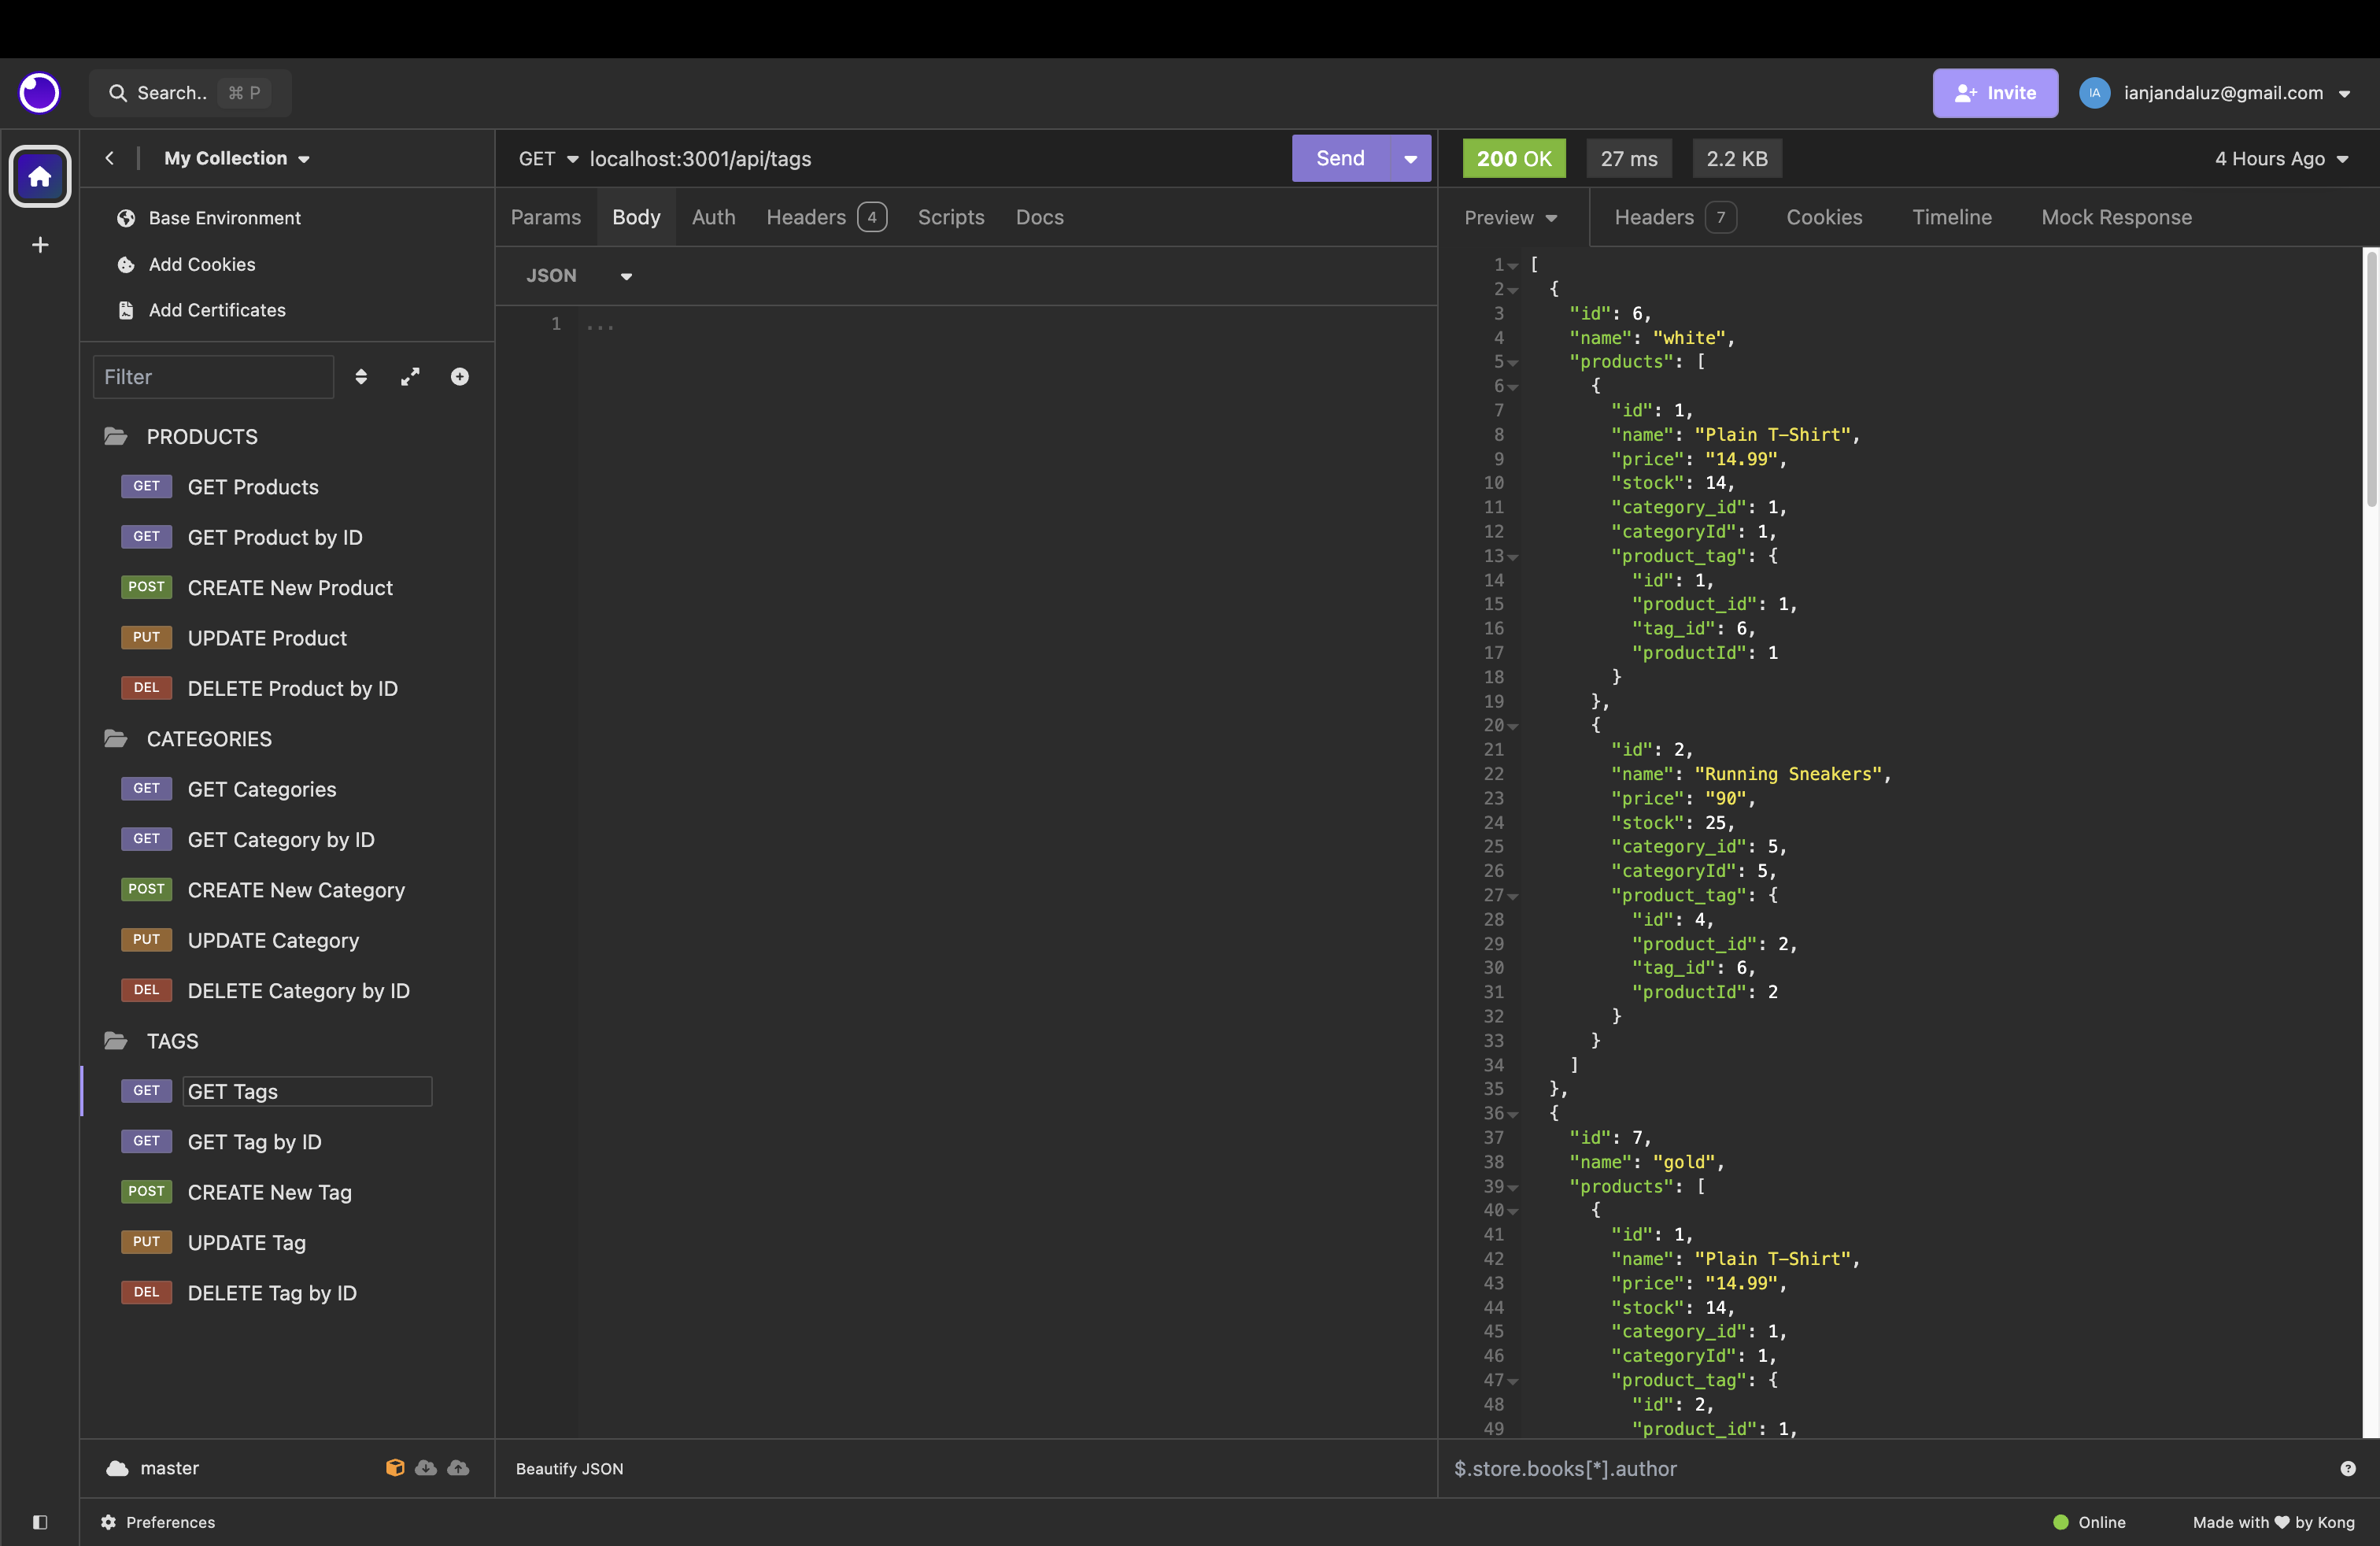 Search.. ⌘ P
Invite
IA ianjandaluz@gmail.com
My Collection
Base Environment
Add Cookies
Add Certificates
Filter
PRODUCTS
GET GET Products
GET GET Product by ID
POST CREATE New Product
PUT UPDATE Product
DEL DELETE Product by ID
CATEGORIES
GET GET Categories
GET GET Category by ID
POST CREATE New Category
PUT UPDATE Category
DEL DELETE Category by ID
TAGS
GET GET Tags
GET GET Tag by ID
POST CREATE New Tag
PUT UPDATE Tag
DEL DELETE Tag by ID
master
GET localhost:3001/api/tags Send
Params Body Auth Headers 4 Scripts Docs
JSON
1 ...
Beautify JSON
200 OK 27 ms 2.2 KB 4 Hours Ago
Preview Headers 7 Cookies Timeline Mock Response
1 [
2 {
3 "id": 6,
4 "name": "white",
5 "products": [
6 {
7 "id": 1,
8 "name": "Plain T-Shirt",
9 "price": "14.99",
10 "stock": 14,
11 "category_id": 1,
12 "categoryId": 1,
13 "product_tag": {
14 "id": 1,
15 "product_id": 1,
16 "tag_id": 6,
17 "productId": 1
18 }
19 },
20 {
21 "id": 2,
22 "name": "Running Sneakers",
23 "price": "90",
24 "stock": 25,
25 "category_id": 5,
26 "categoryId": 5,
27 "product_tag": {
28 "id": 4,
29 "product_id": 2,
30 "tag_id": 6,
31 "productId": 2
32 }
33 }
34 ]
35 },
36 {
37 "id": 7,
38 "name": "gold",
39 "products": [
40 {
41 "id": 1,
42 "name": "Plain T-Shirt",
43 "price": "14.99",
44 "stock": 14,
45 "category_id": 1,
46 "categoryId": 1,
47 "product_tag": {
48 "id": 2,
49 "product_id": 1,
$.store.books[*].author
Preferences
Online
Made with ♥ by Kong